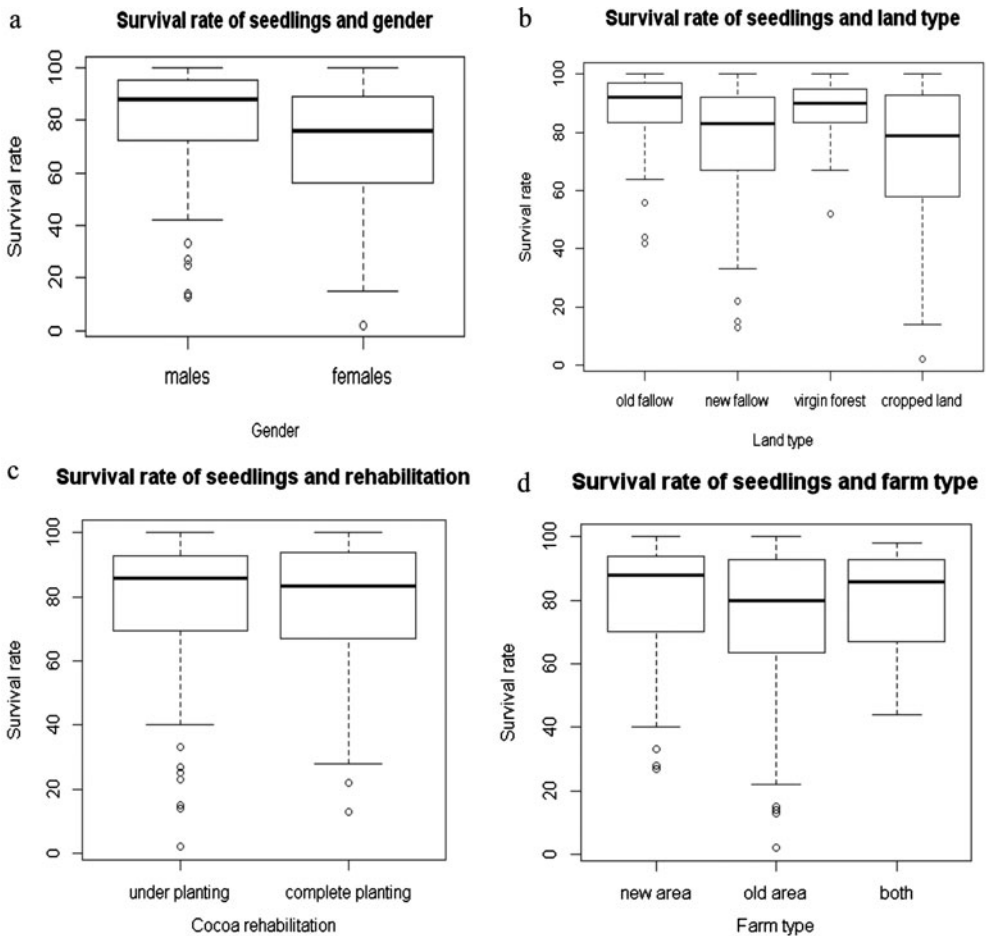 a
Survival rate of seedlings and gender
Survival rate
0
20
40
60
80
100
males
females
Gender
b
Survival rate of seedlings and land type
Survival rate
0
20
40
60
80
100
old fallow
new fallow
virgin forest
cropped land
Land type
c
Survival rate of seedlings and rehabilitation
Survival rate
0
20
40
60
80
100
under planting
complete planting
Cocoa rehabilitation
d
Survival rate of seedlings and farm type
Survival rate
0
20
40
60
80
100
new area
old area
both
Farm type